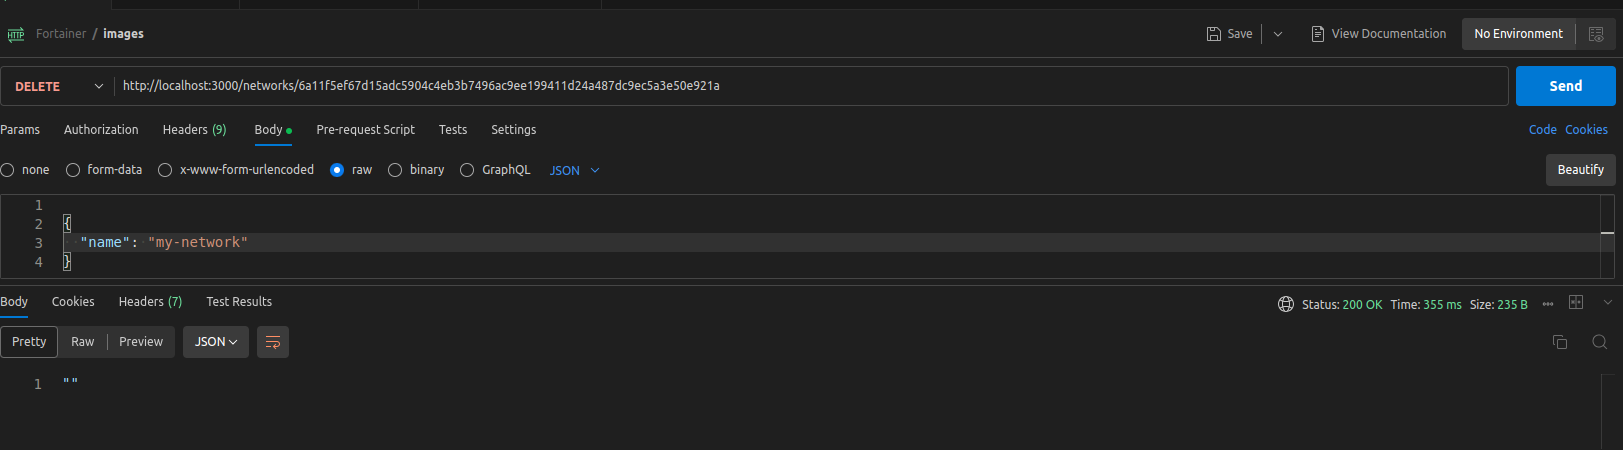 HTTP Fortainer / images Save View Documentation No Environment
DELETE http://localhost:3000/networks/6a11f5ef67d15adc5904c4eb3b7496ac9ee199411d24a487dc9ec5a3e50e921a Send
Params Authorization Headers (9) Body Pre-request Script Tests Settings Code Cookies
none form-data x-www-form-urlencoded raw binary GraphQL JSON Beautify
1
2 {
3 "name": "my-network"
4 }
Body Cookies Headers (7) Test Results Status: 200 OK Time: 355 ms Size: 235 B
Pretty Raw Preview JSON
1 ""